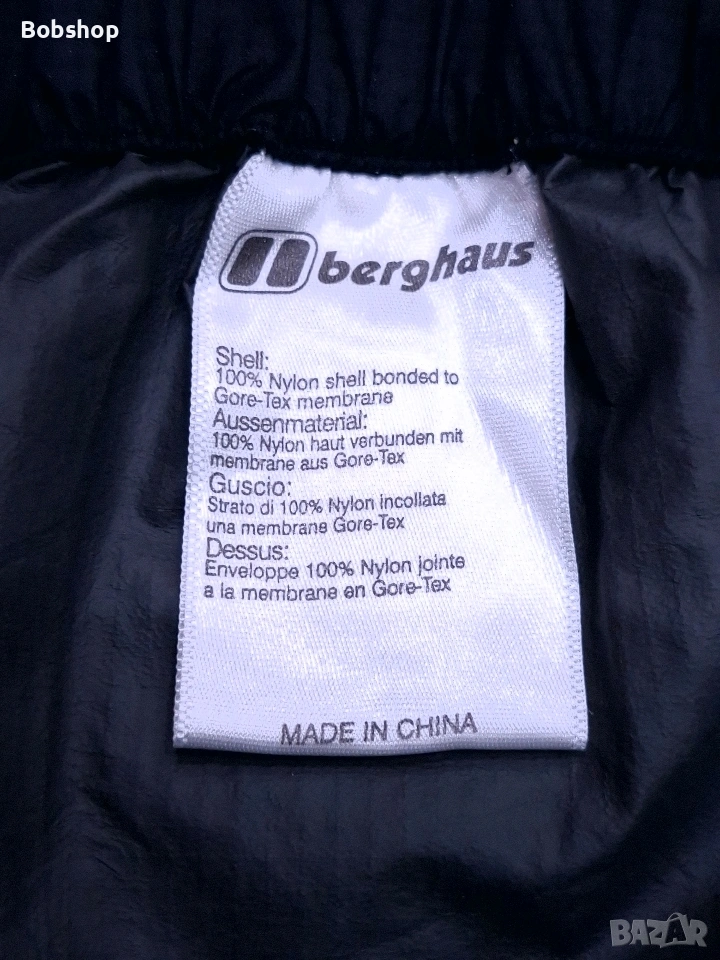 Bobshop
berghaus
Shell:
100% Nylon shell bonded to
Gore-Tex membrane
Aussenmaterial:
100% Nylon haut verbunden mit
membrane aus Gore-Tex
Guscio:
Strato di 100% Nylon incollata
una membrane Gore-Tex
Dessus:
Enveloppe 100% Nylon jointe
a la membrane en Gore-Tex
MADE IN CHINA
BAZAR